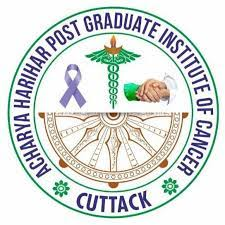 ACHARYA HARIHAR POST GRADUATE INSTITUTE OF CANCER
CUTTACK